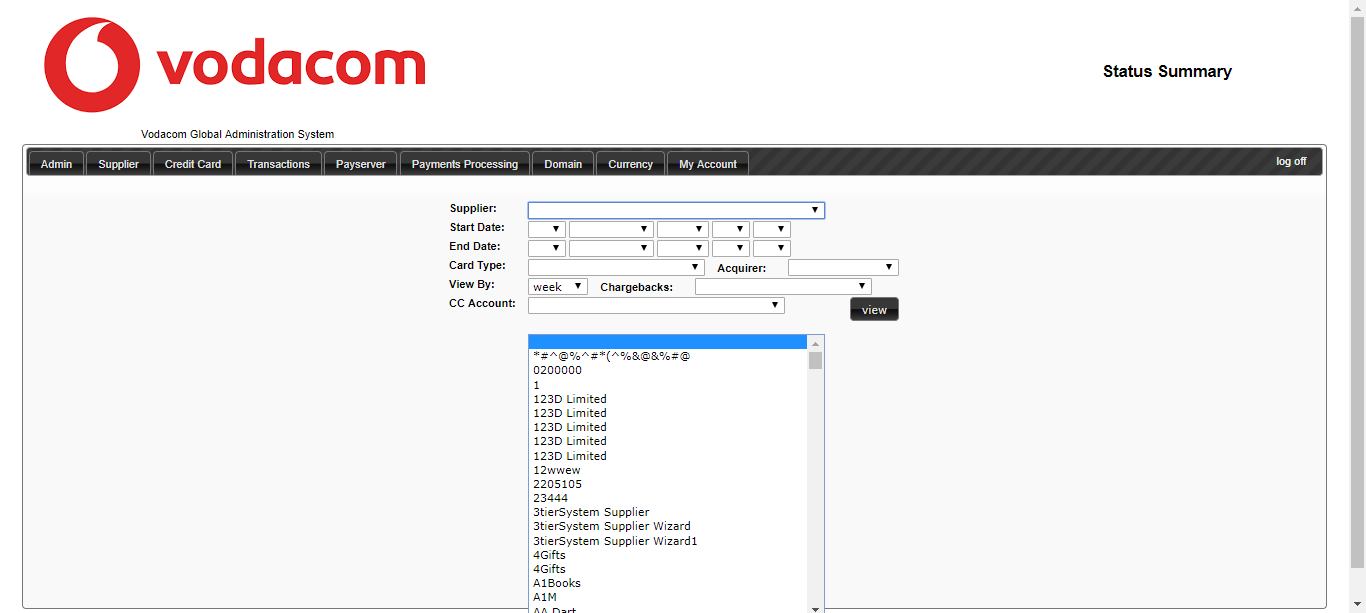 vodacom
Status Summary
Vodacom Global Administration System
Admin Supplier Credit Card Transactions Payserver Payments Processing Domain Currency My Account log off
Supplier:
Start Date:
End Date:
Card Type: Acquirer:
View By: week Chargebacks:
CC Account: view
*#^@%^#*(^%&@&%#@
0200000
1
123D Limited
123D Limited
123D Limited
123D Limited
123D Limited
12wwew
2205105
23444
3tierSystem Supplier
3tierSystem Supplier Wizard
3tierSystem Supplier Wizard1
4Gifts
4Gifts
A1Books
A1M
AA Dart